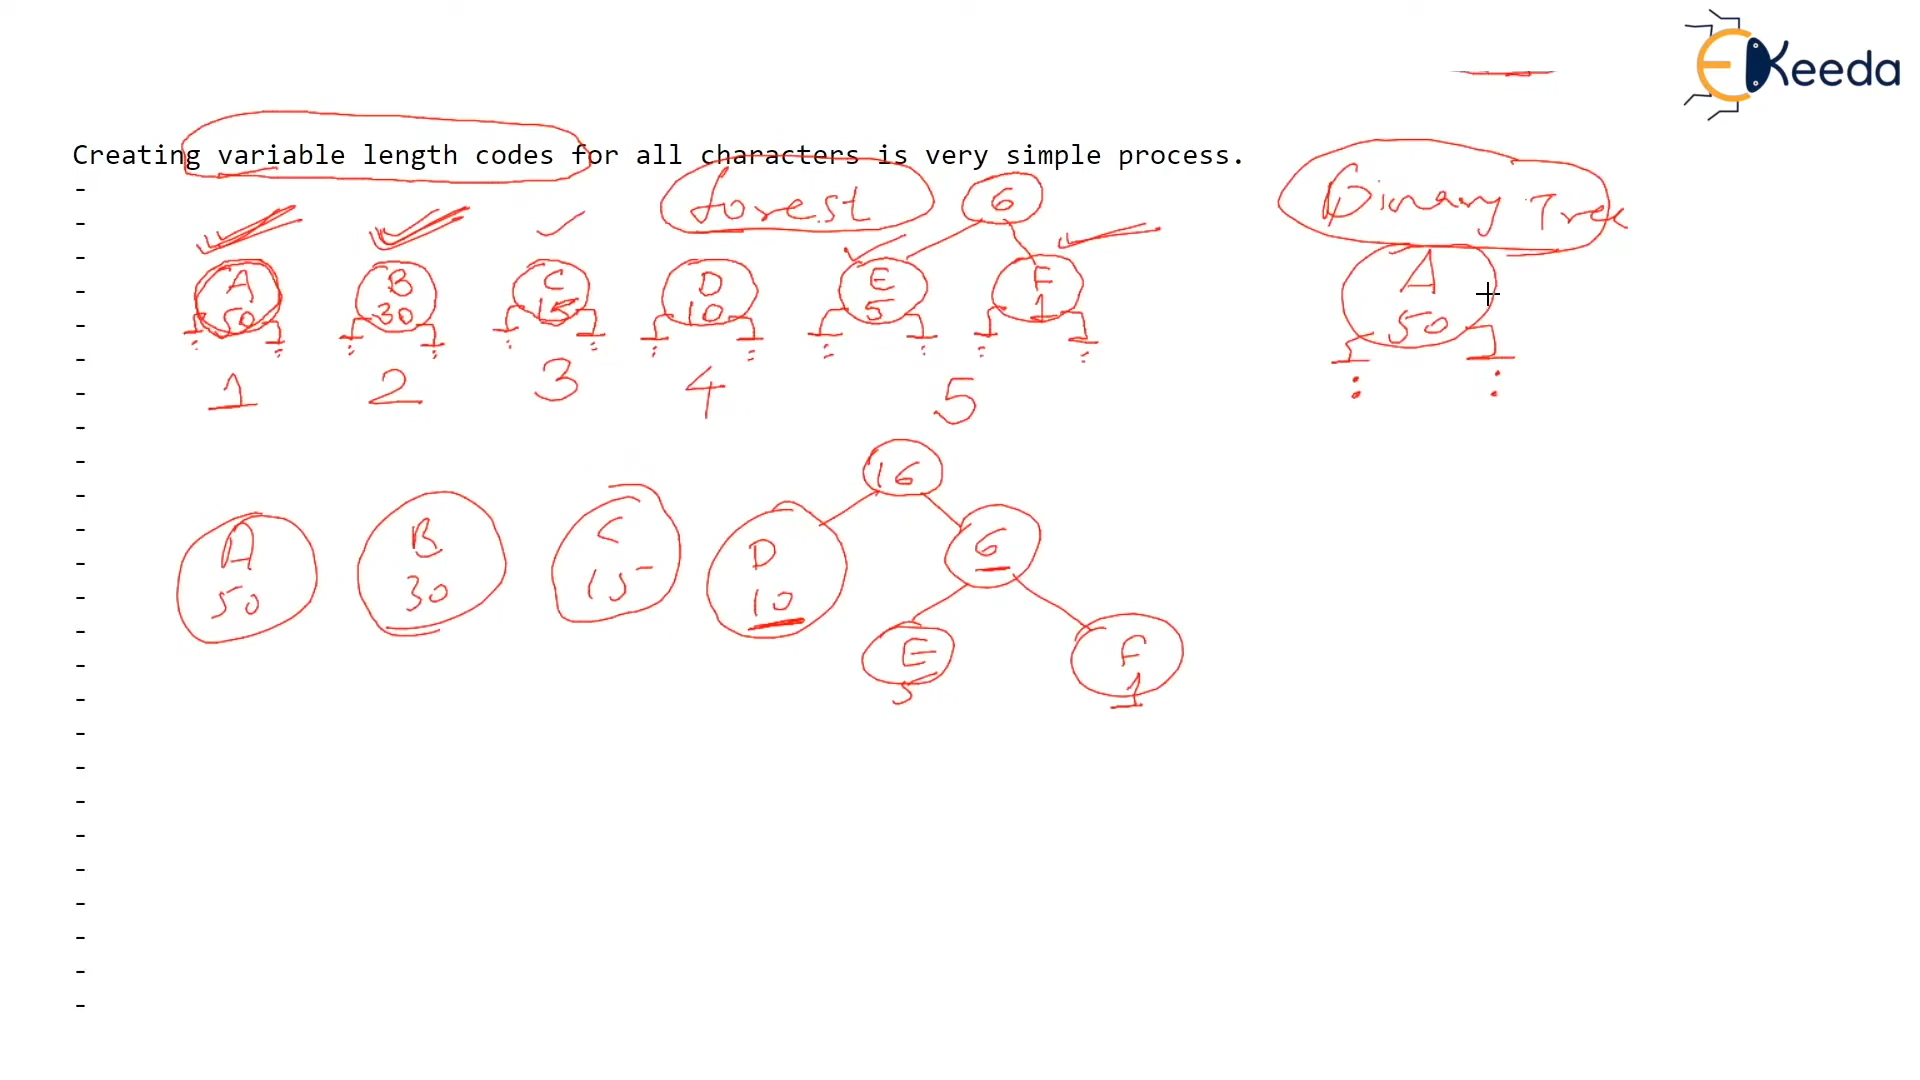 EKeeda
Creating variable length codes for all characters is very simple process.
-
forest 6 Binary Tree
-
-
A B C D E F A
-
50 30 15 10 5 1 50
-
-
1 2 3 4 5
-
-
-
16
-
A B C D 6
-
50 30 15 10
-
-
E F
-
5 1
-
-
-
-
-
-
-
-
-
-